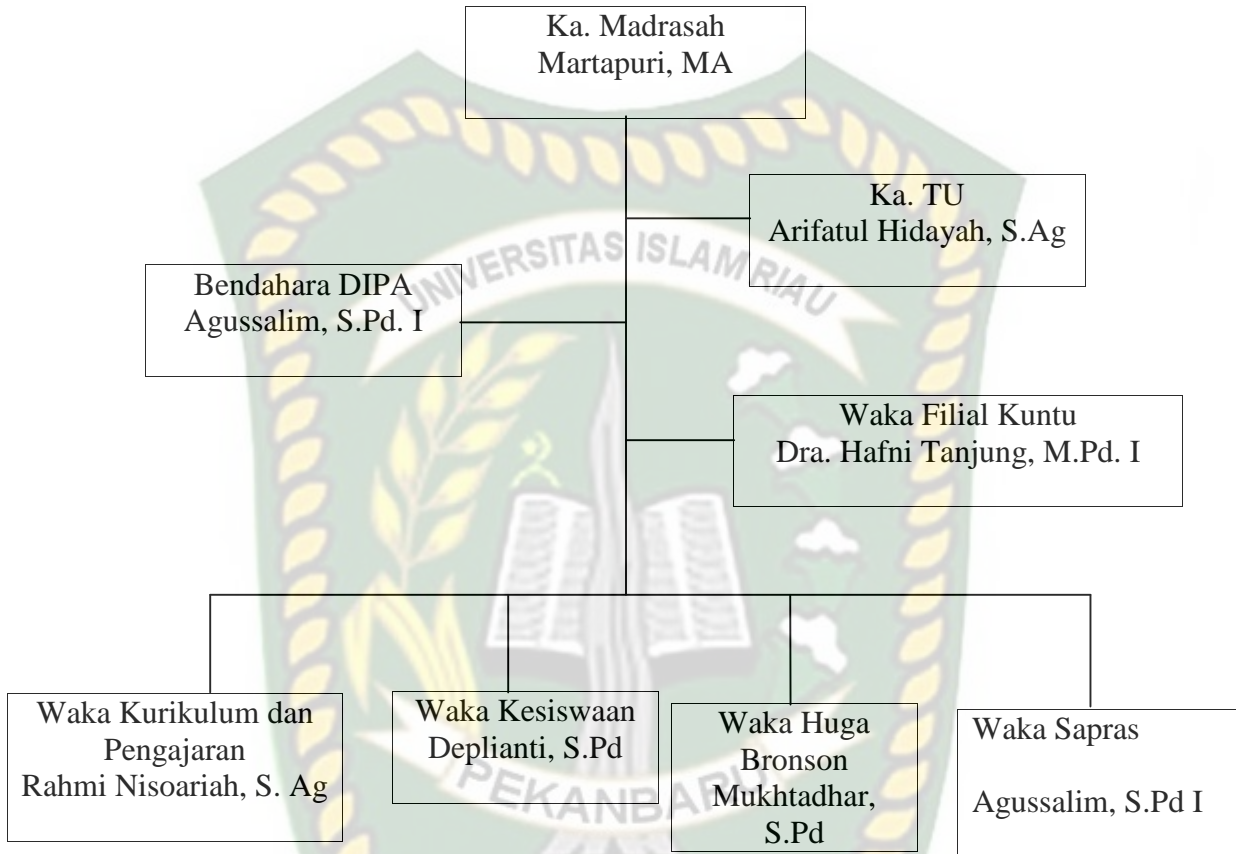 Ka. Madrasah
Martapuri, MA
Ka. TU
Arifatul Hidayah, S.Ag
UNIVERSITAS ISLAM RIAU
Bendahara DIPA
Agussalim, S.Pd. I
Waka Filial Kuntu
Dra. Hafni Tanjung, M.Pd. I
Waka Kurikulum dan
Pengajaran
Rahmi Nisoariah, S. Ag
Waka Kesiswaan
Deplianti, S.Pd
Waka Huga
Bronson
Mukhtadhar,
S.Pd
Waka Sapras
Agussalim, S.Pd I
PEKANBARU